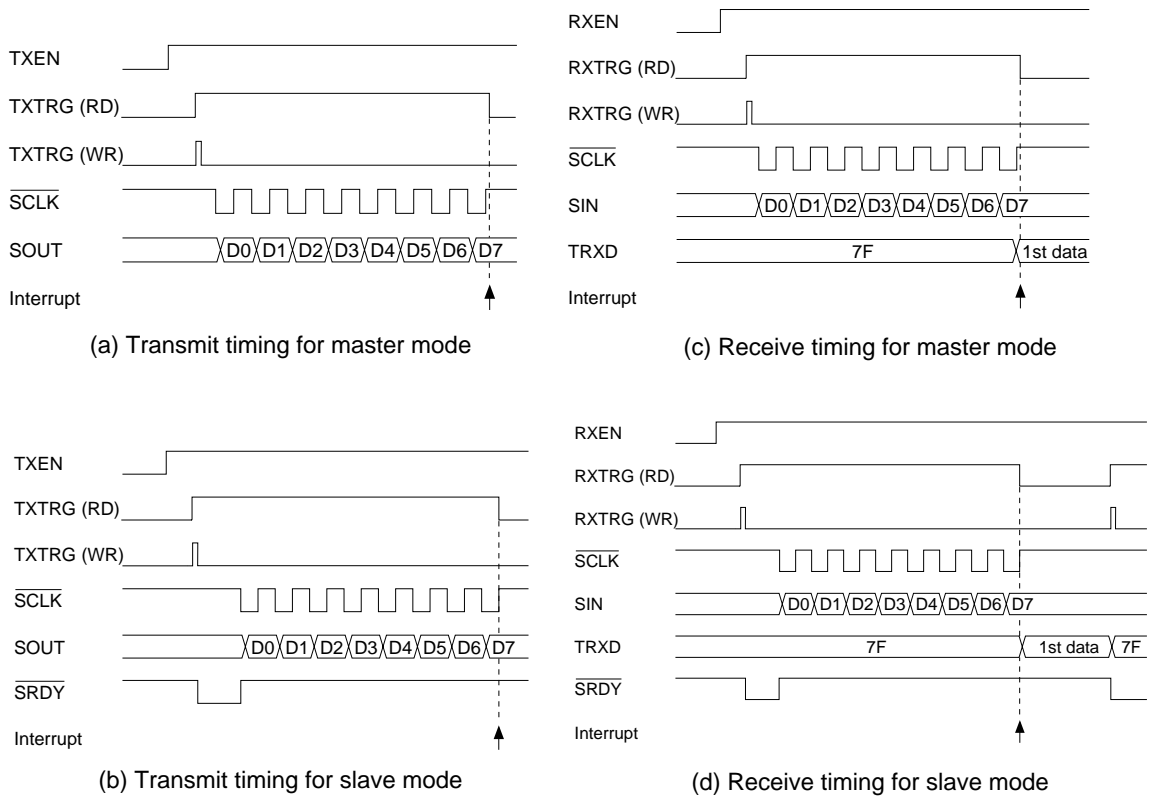 TXEN
TXTRG (RD)
TXTRG (WR)
SCLK
SOUT D0 D1 D2 D3 D4 D5 D6 D7
Interrupt
(a) Transmit timing for master mode
RXEN
RXTRG (RD)
RXTRG (WR)
SCLK
SIN D0 D1 D2 D3 D4 D5 D6 D7
TRXD 7F 1st data
Interrupt
(c) Receive timing for master mode
TXEN
TXTRG (RD)
TXTRG (WR)
SCLK
SOUT D0 D1 D2 D3 D4 D5 D6 D7
SRDY
Interrupt
(b) Transmit timing for slave mode
RXEN
RXTRG (RD)
RXTRG (WR)
SCLK
SIN D0 D1 D2 D3 D4 D5 D6 D7
TRXD 7F 1st data 7F
SRDY
Interrupt
(d) Receive timing for slave mode